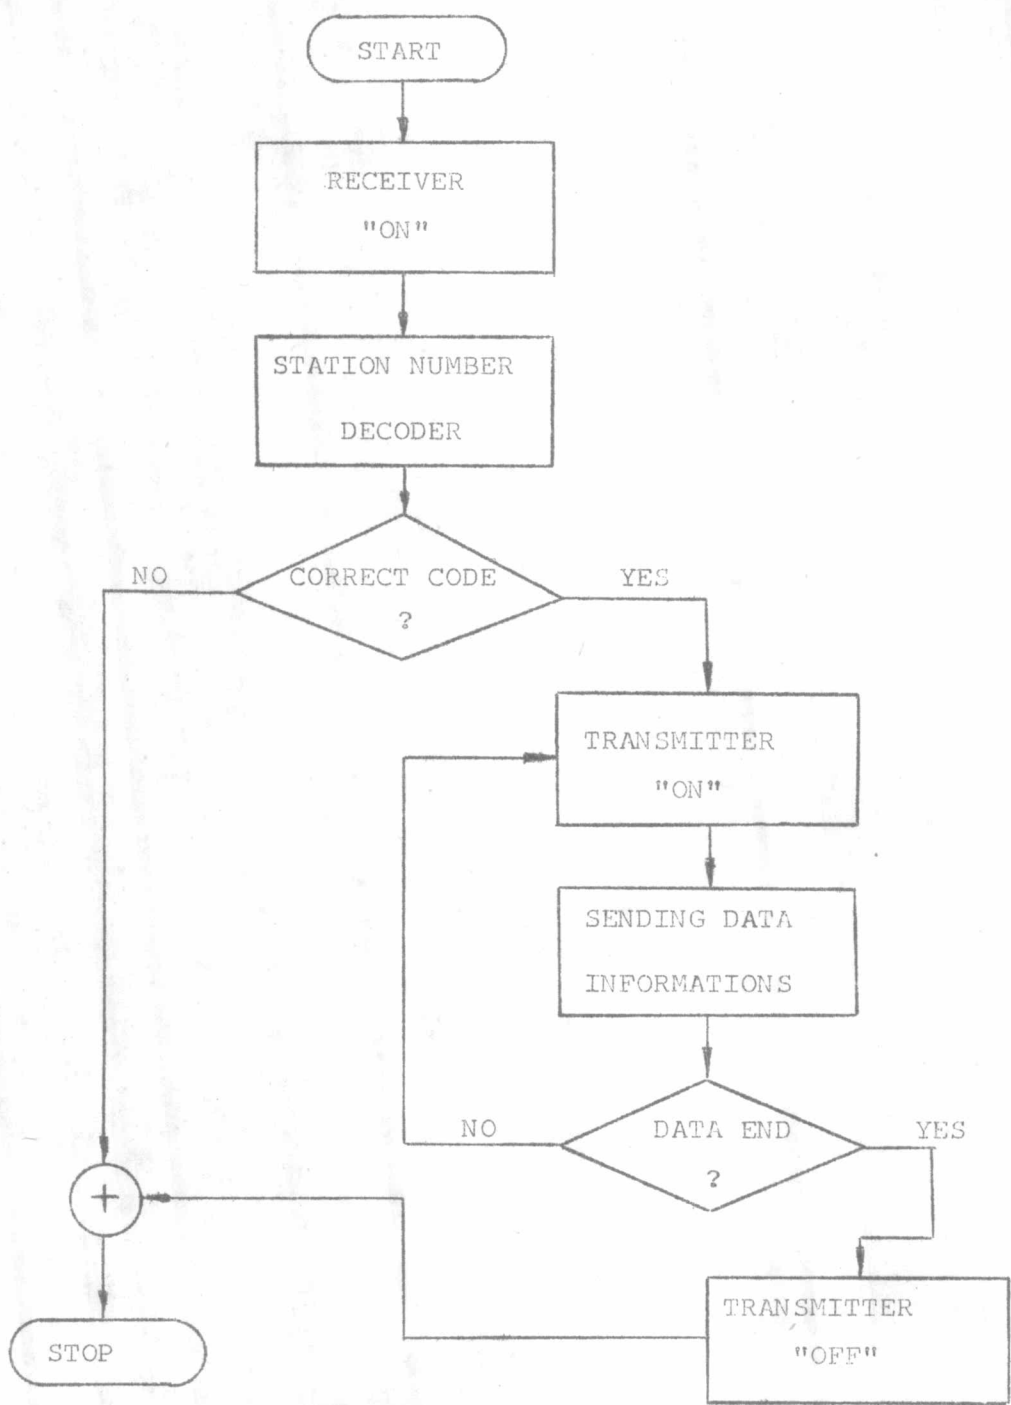 START
RECEIVER
"ON"
STATION NUMBER
DECODER
CORRECT CODE
?
NO
YES
TRANSMITTER
"ON"
SENDING DATA
INFORMATIONS
DATA END
?
NO
YES
+
TRANSMITTER
"OFF"
STOP